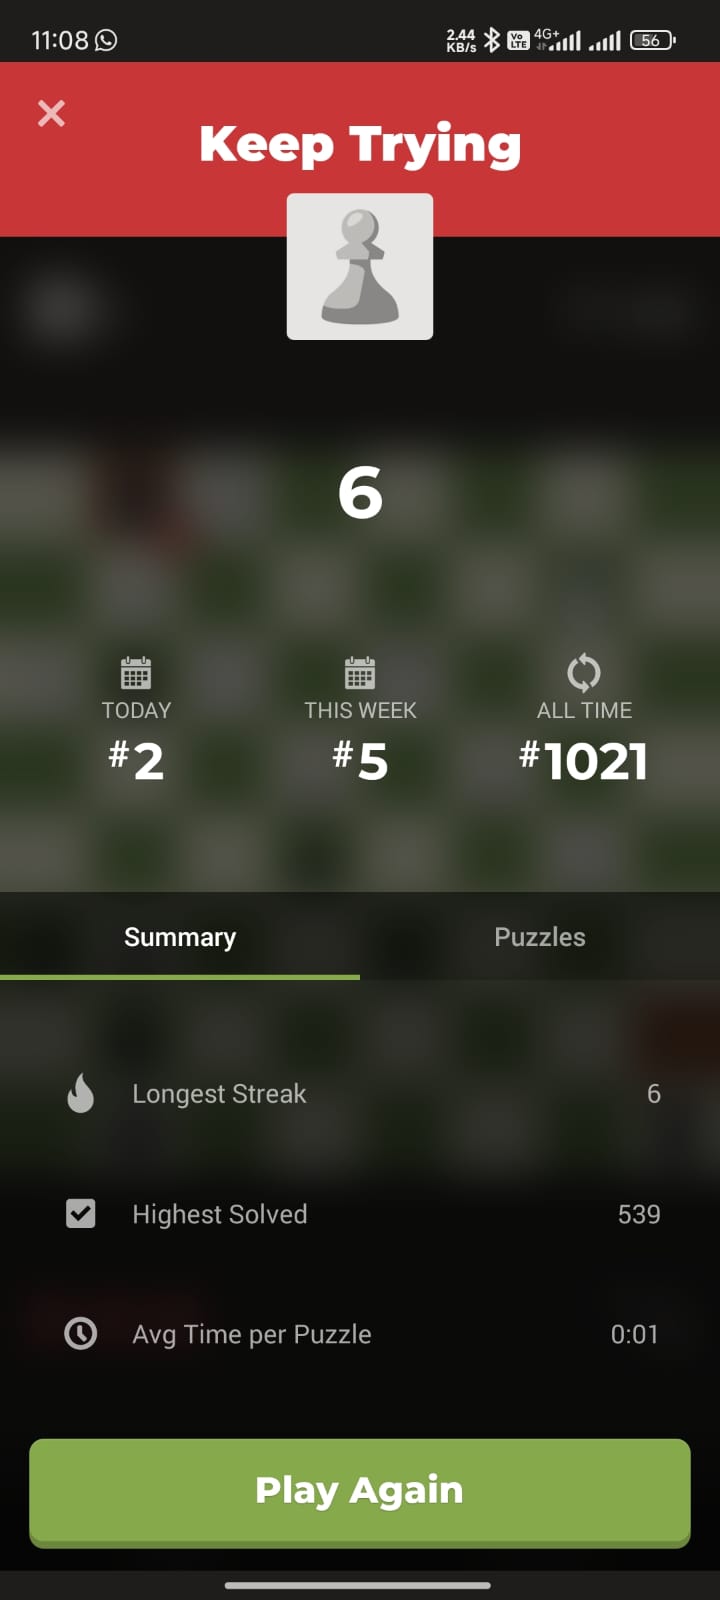 11:08
2.44 KB/s Vo LTE 4G+ 56
Keep Trying
6
TODAY THIS WEEK ALL TIME
#2 #5 #1021
Summary Puzzles
Longest Streak 6
Highest Solved 539
Avg Time per Puzzle 0:01
Play Again